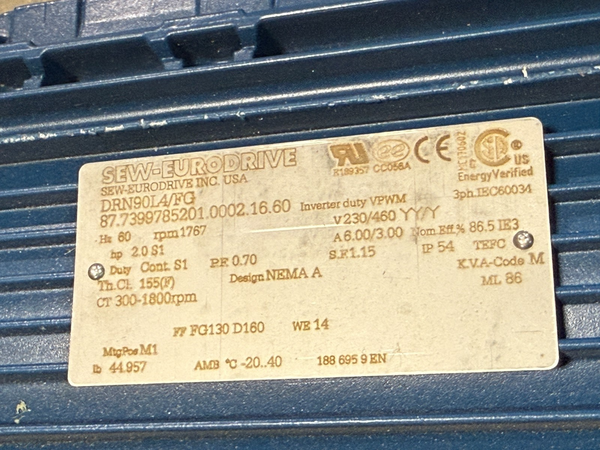 SEW-EURODRIVE
SEW-EURODRIVE INC. USA
DRN90L4/FG
87.7399785201.0002.16.60 Inverter duty VPWM
E189357 CC056A
C US
EnergyVerified
3ph.IEC60034
Hz 60 rpm 1767 V 230/460 YY/Y
hp 2.0 S1 A 6.00/3.00 Nom.Eff.% 86.5 IE3
Duty Cont. S1 P.F. 0.70 S.F. 1.15 IP 54 TEFC
Th.Cl. 155(F) Design NEMA A K.V.A-Code M
CT 300-1800rpm ML 86
FF FG130 D160 WE 14
MtgPos M1
lb 44.957 AMB °C -20..40 188 695 9 EN